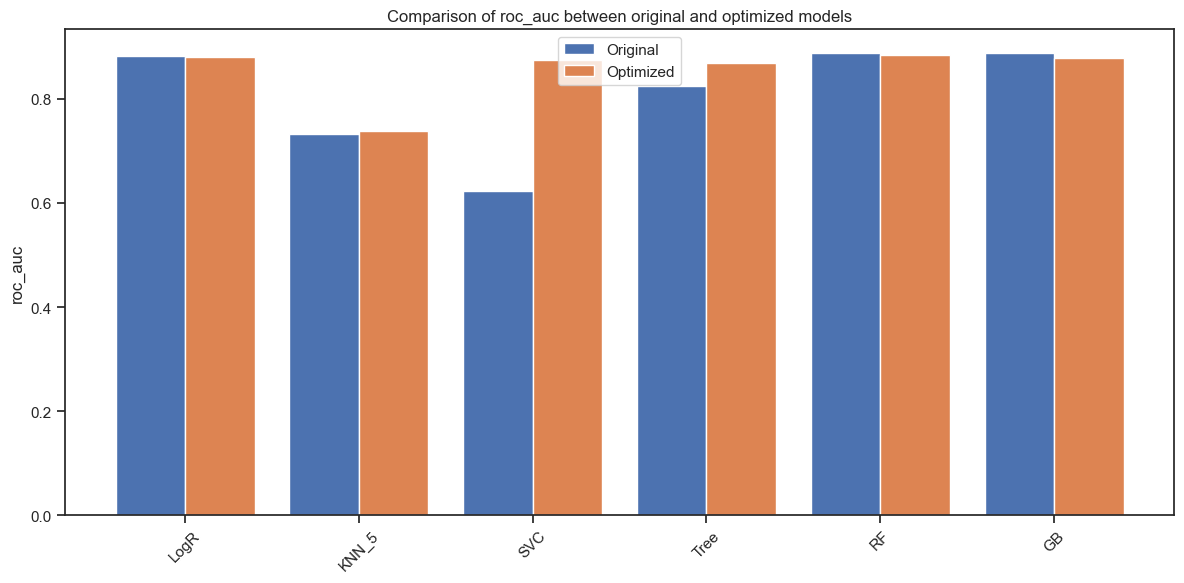 Comparison of roc_auc between original and optimized models
Original
Optimized
roc_auc
0.8
0.6
0.4
0.2
0.0
LogR
KNN_5
SVC
Tree
RF
GB